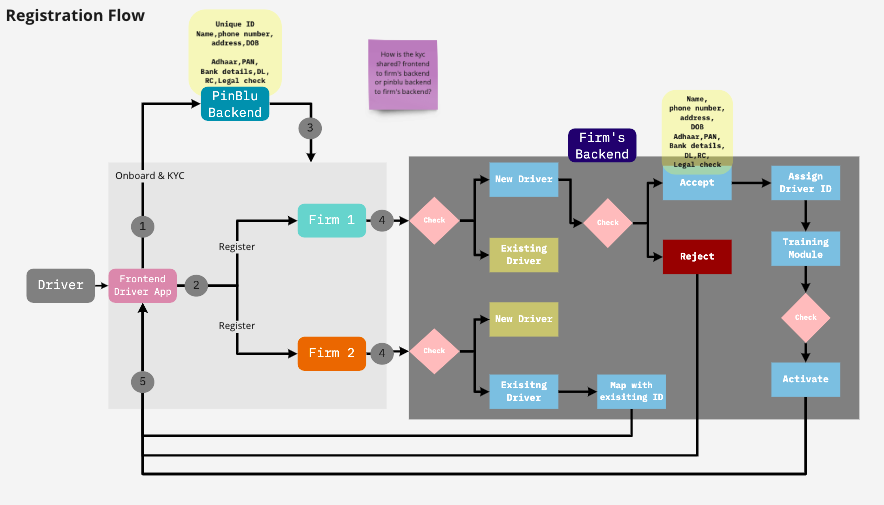 Registration Flow
Unique ID
Name,phone number,
address,DOB
Adhaar,PAN,
Bank details,DL,
RC,Legal check
PinBlu
Backend
How is the kyc
shared? frontend
to firm's backend
or pinblu backend
to firm's backend?
3
Onboard & KYC
1
Driver
Frontend
Driver App
2
Register
Register
Firm 1
Firm 2
4
4
5
Firm's
Backend
Check
New Driver
Existing
Driver
Check
Name,
phone number,
address,
DOB
Adhaar,PAN,
Bank details,
DL,RC,
Legal check
Accept
Reject
Assign
Driver ID
Training
Module
Check
Activate
Check
New Driver
Exisitng
Driver
Map with
exisiting ID